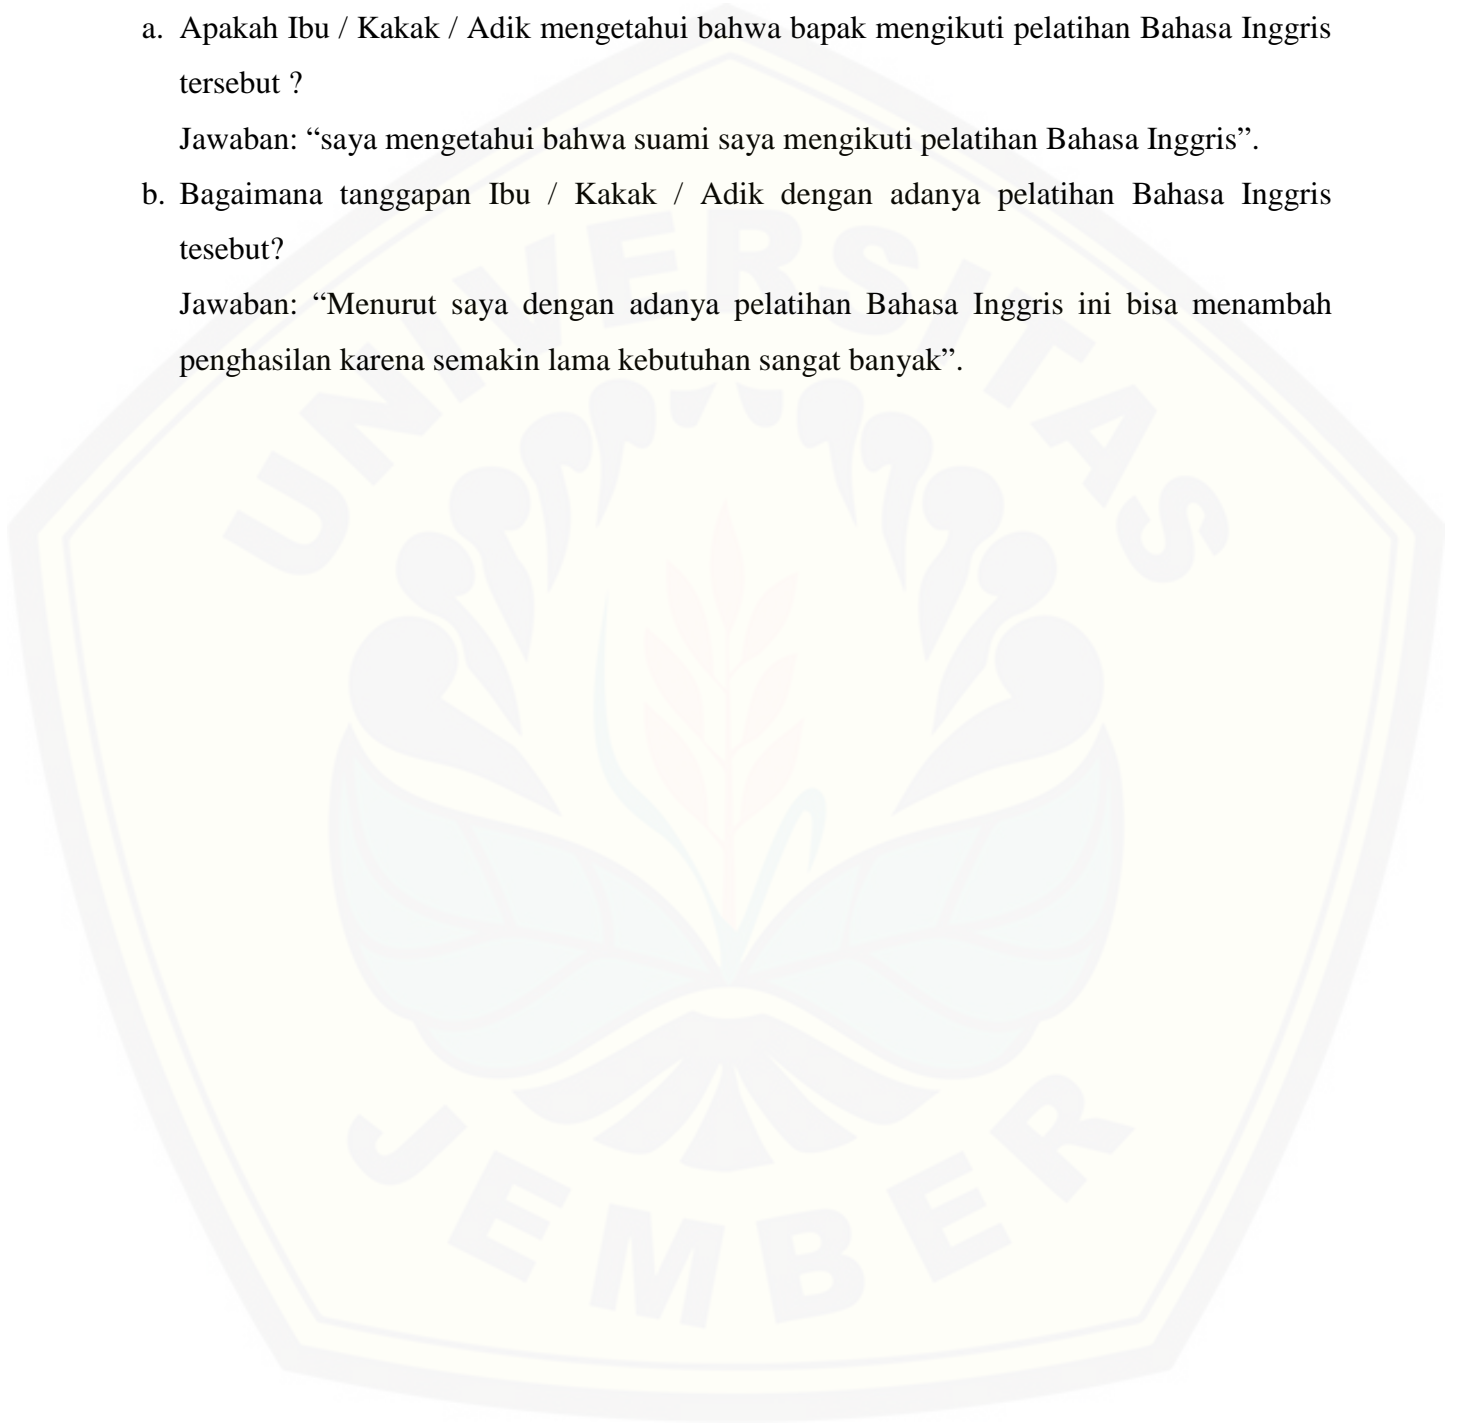 a. Apakah Ibu / Kakak / Adik mengetahui bahwa bapak mengikuti pelatihan Bahasa Inggris
tersebut ?
Jawaban: “saya mengetahui bahwa suami saya mengikuti pelatihan Bahasa Inggris”.
b. Bagaimana tanggapan Ibu / Kakak / Adik dengan adanya pelatihan Bahasa Inggris
tesebut?
Jawaban: “Menurut saya dengan adanya pelatihan Bahasa Inggris ini bisa menambah
penghasilan karena semakin lama kebutuhan sangat banyak”.
UNIVERSITAS
JEMBER